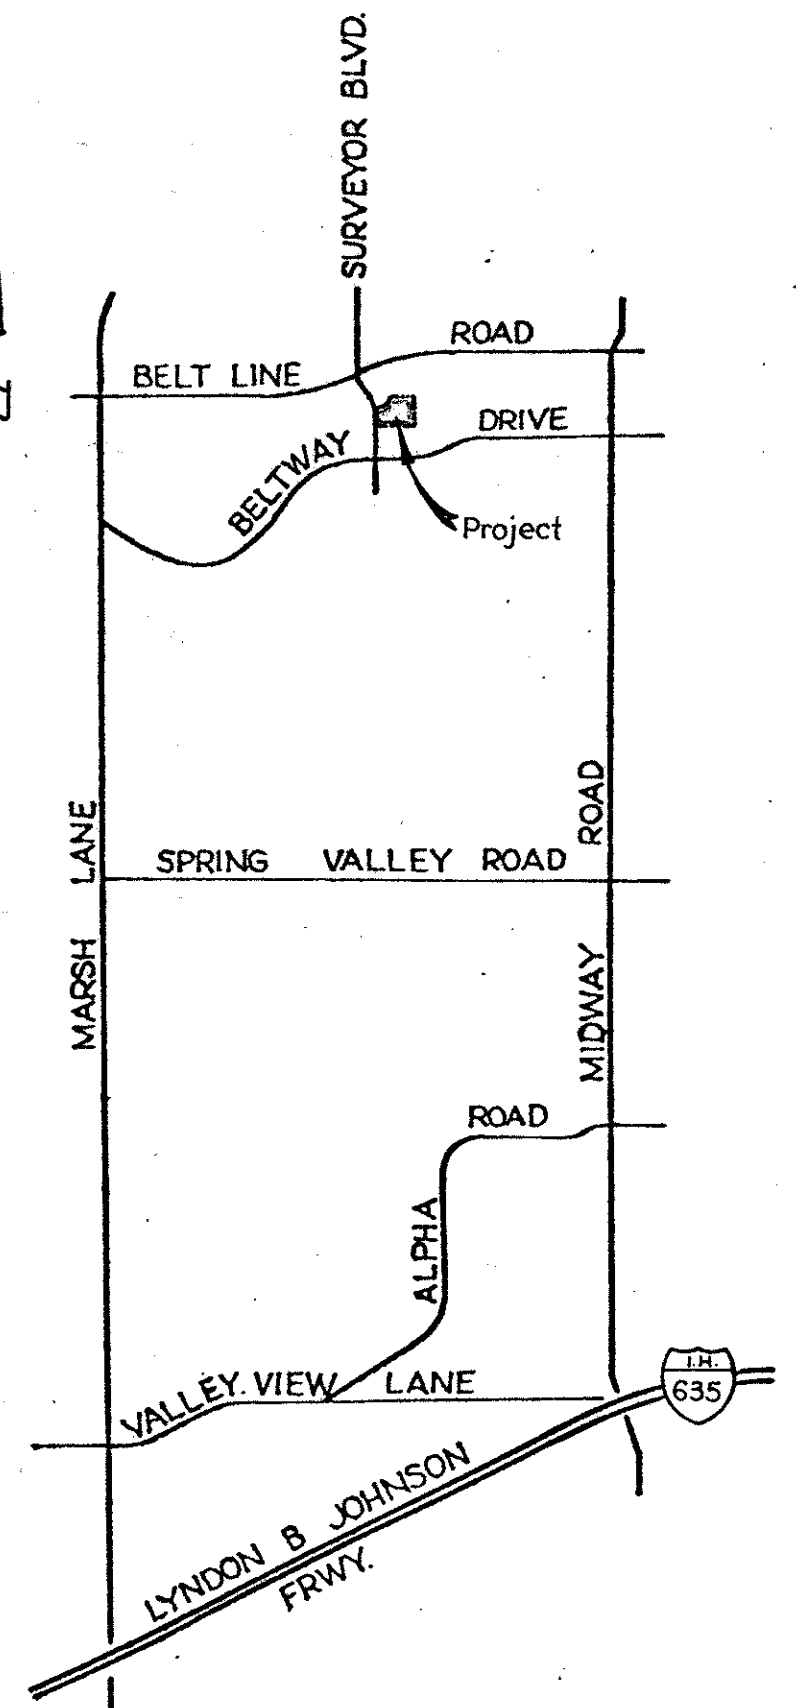 SURVEYOR BLVD.
BELT LINE ROAD
BELTWAY DRIVE
Project
MARSH LANE
SPRING VALLEY ROAD
MIDWAY ROAD
ALPHA ROAD
VALLEY VIEW LANE
I.H.
635
LYNDON B JOHNSON
FRWY.